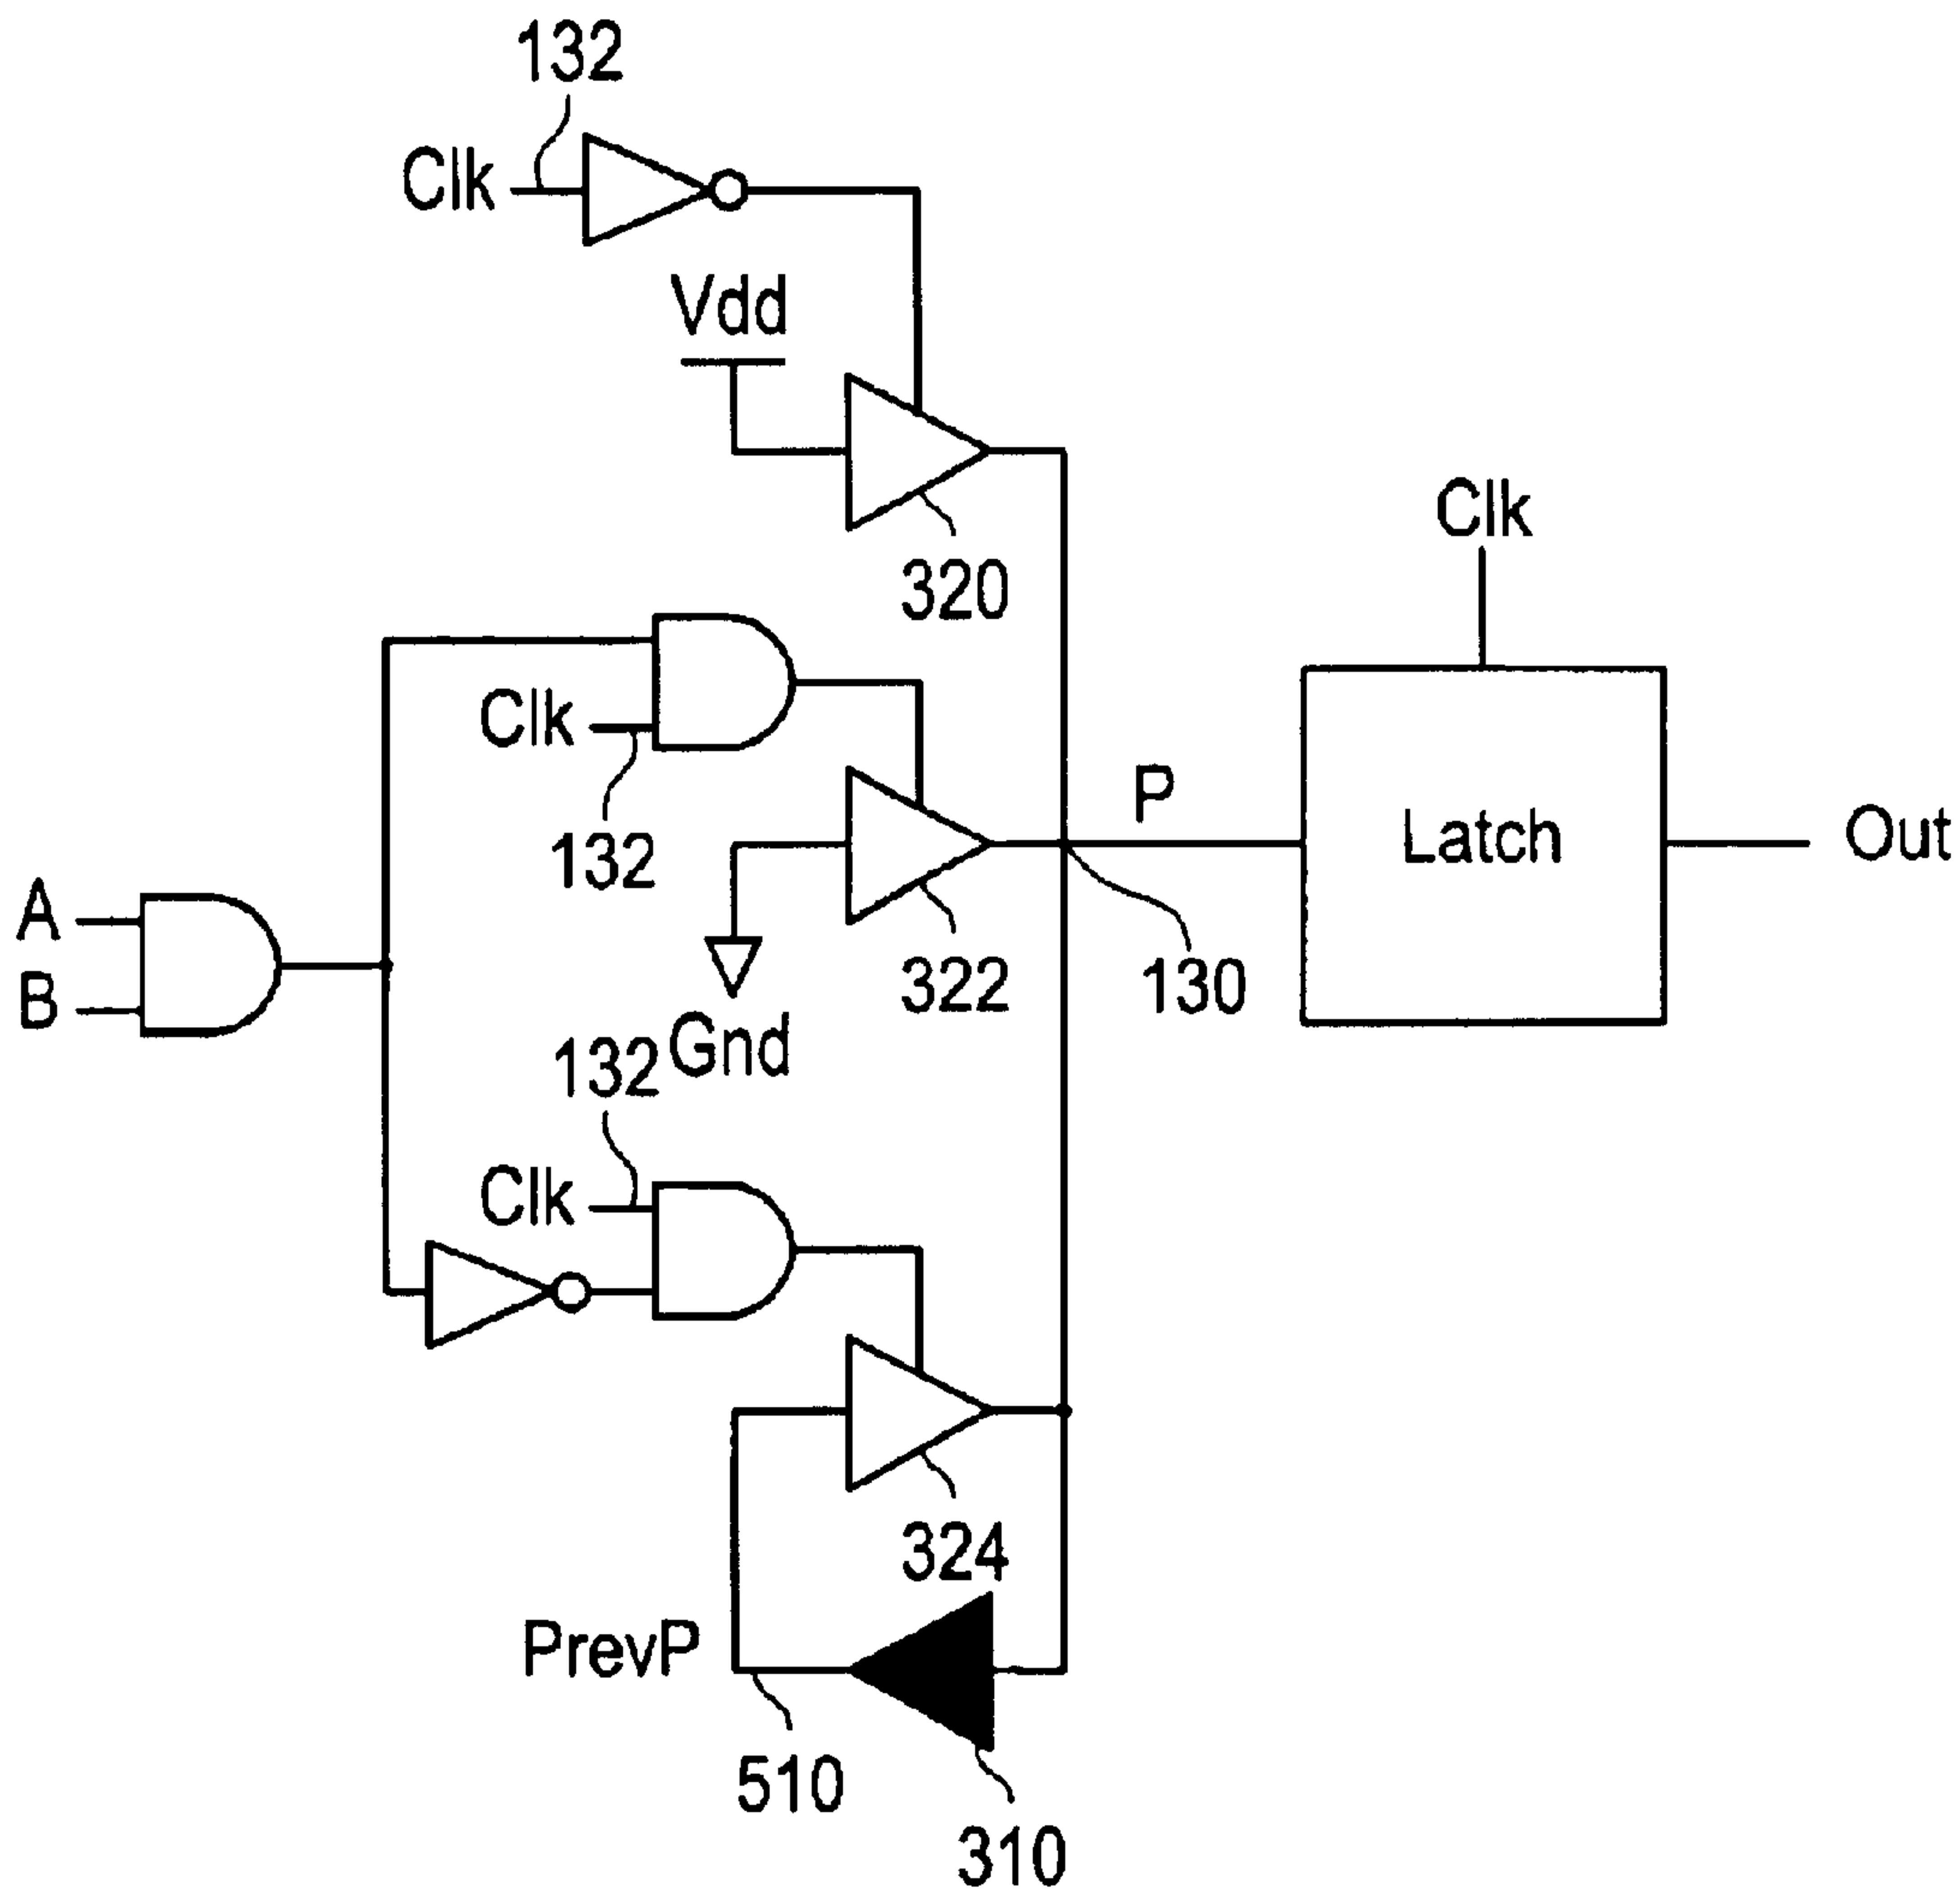 132
Clk
Vdd
320
Clk
Clk
132
P
Latch
Out
A
B
322
130
Gnd
132
Clk
324
PrevP
510
310